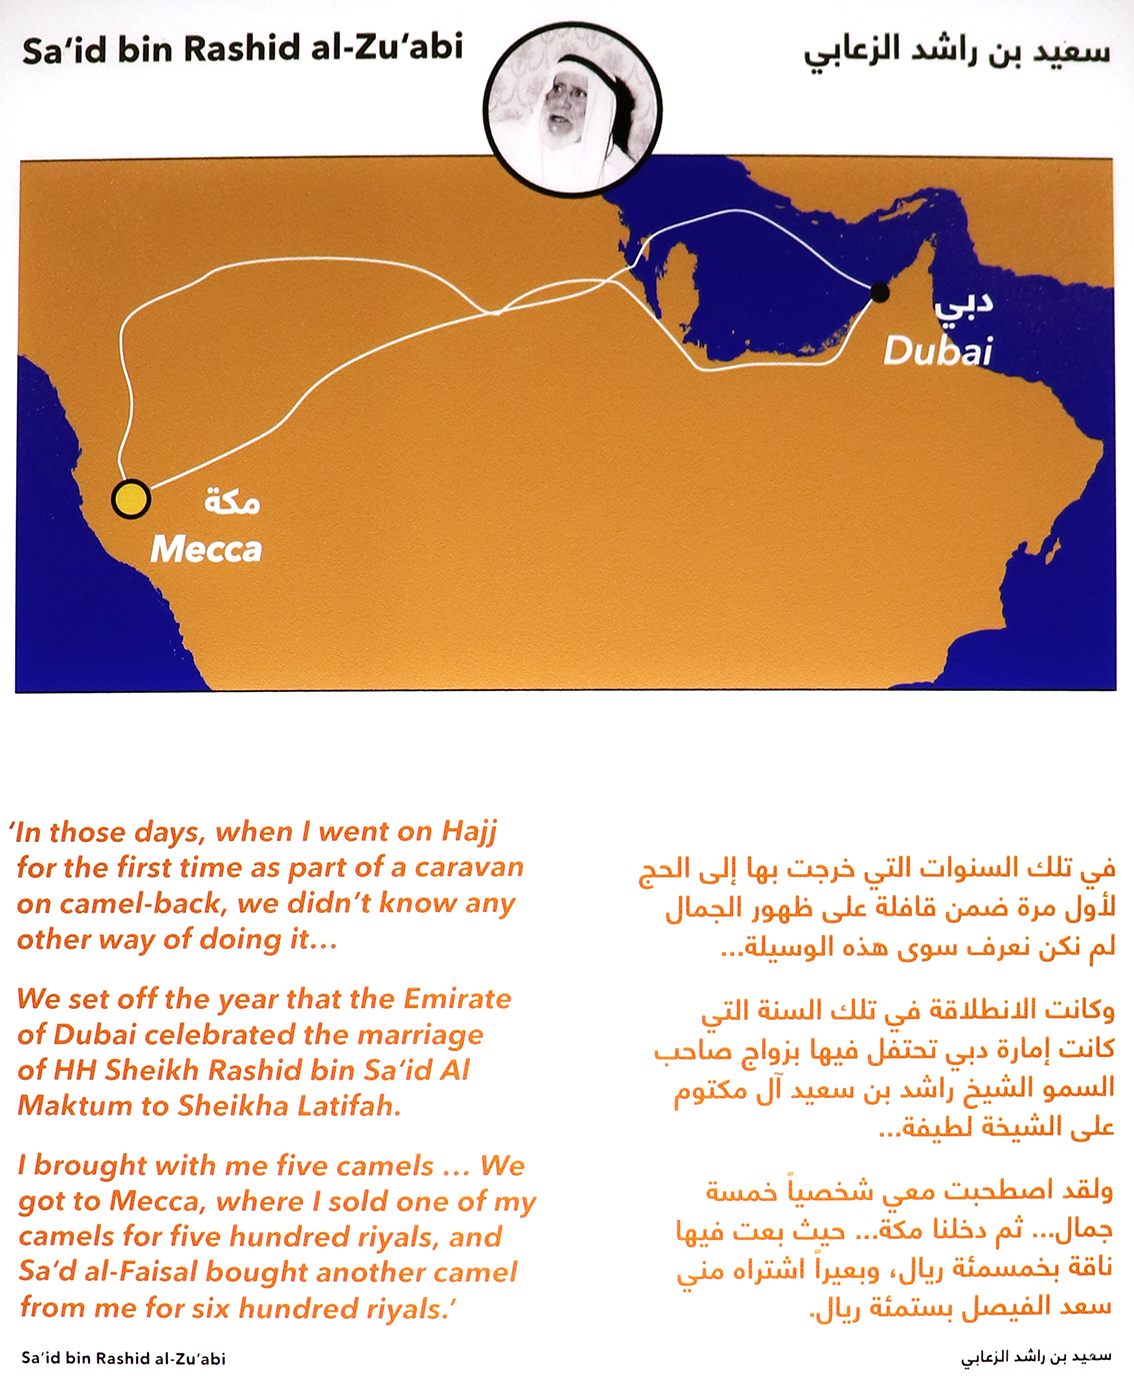 Sa‘id bin Rashid al-Zu‘abi
سعيد بن راشد الزعابي
دبي
Dubai
مكة
Mecca
‘In those days, when I went on Hajj
for the first time as part of a caravan
on camel-back, we didn’t know any
other way of doing it...
We set off the year that the Emirate
of Dubai celebrated the marriage
of HH Sheikh Rashid bin Sa‘id Al
Maktum to Sheikha Latifah.
I brought with me five camels ... We
got to Mecca, where I sold one of my
camels for five hundred riyals, and
Sa‘d al-Faisal bought another camel
from me for six hundred riyals.’
Sa‘id bin Rashid al-Zu‘abi
في تلك السنوات التي خرجت بها إلى الحج
لأول مرة ضمن قافلة على ظهور الجمال
لم نكن نعرف سوى هذه الوسيلة...
وكانت الانطلاقة في تلك السنة التي
كانت إمارة دبي تحتفل فيها بزواج صاحب
السمو الشيخ راشد بن سعيد آل مكتوم
على الشيخة لطيفة...
ولقد اصطحبت معي شخصياً خمسة
جمال... ثم دخلنا مكة... حيث بعت فيها
ناقة بخمسمئة ريال، وبعيراً اشتراه مني
سعد الفيصل بستمئة ريال.
سعيد بن راشد الزعابي